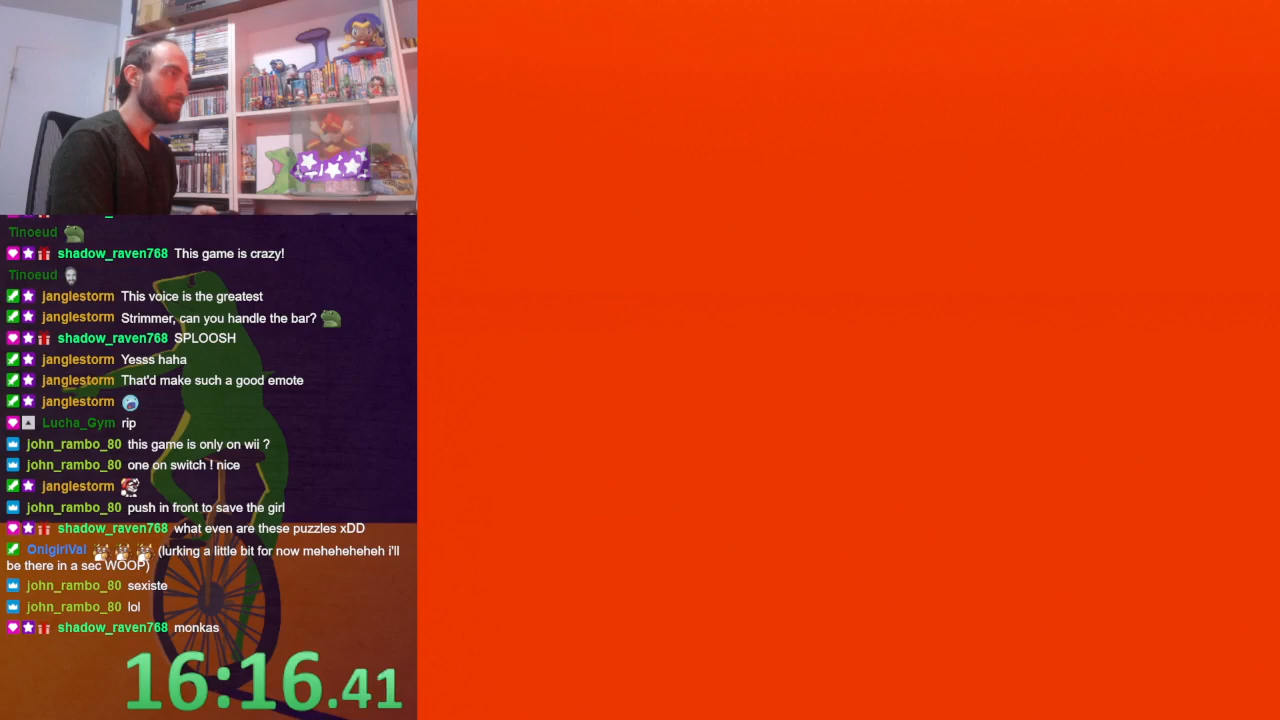 Tinoeud
shadow_raven768 This game is crazy!
Tinoeud
janglestorm This voice is the greatest
janglestorm Strimmer, can you handle the bar?
shadow_raven768 SPLOOSH
janglestorm Yesss haha
janglestorm That'd make such a good emote
janglestorm
Lucha_Gym rip
john_rambo_80 this game is only on wii ?
john_rambo_80 one on switch ! nice
janglestorm
john_rambo_80 push in front to save the girl
shadow_raven768 what even are these puzzles xDD
OnigiriVal (lurking a little bit for now meheheheheh i'll
be there in a sec WOOP)
john_rambo_80 sexiste
john_rambo_80 lol
shadow_raven768 monkas
16:16.41